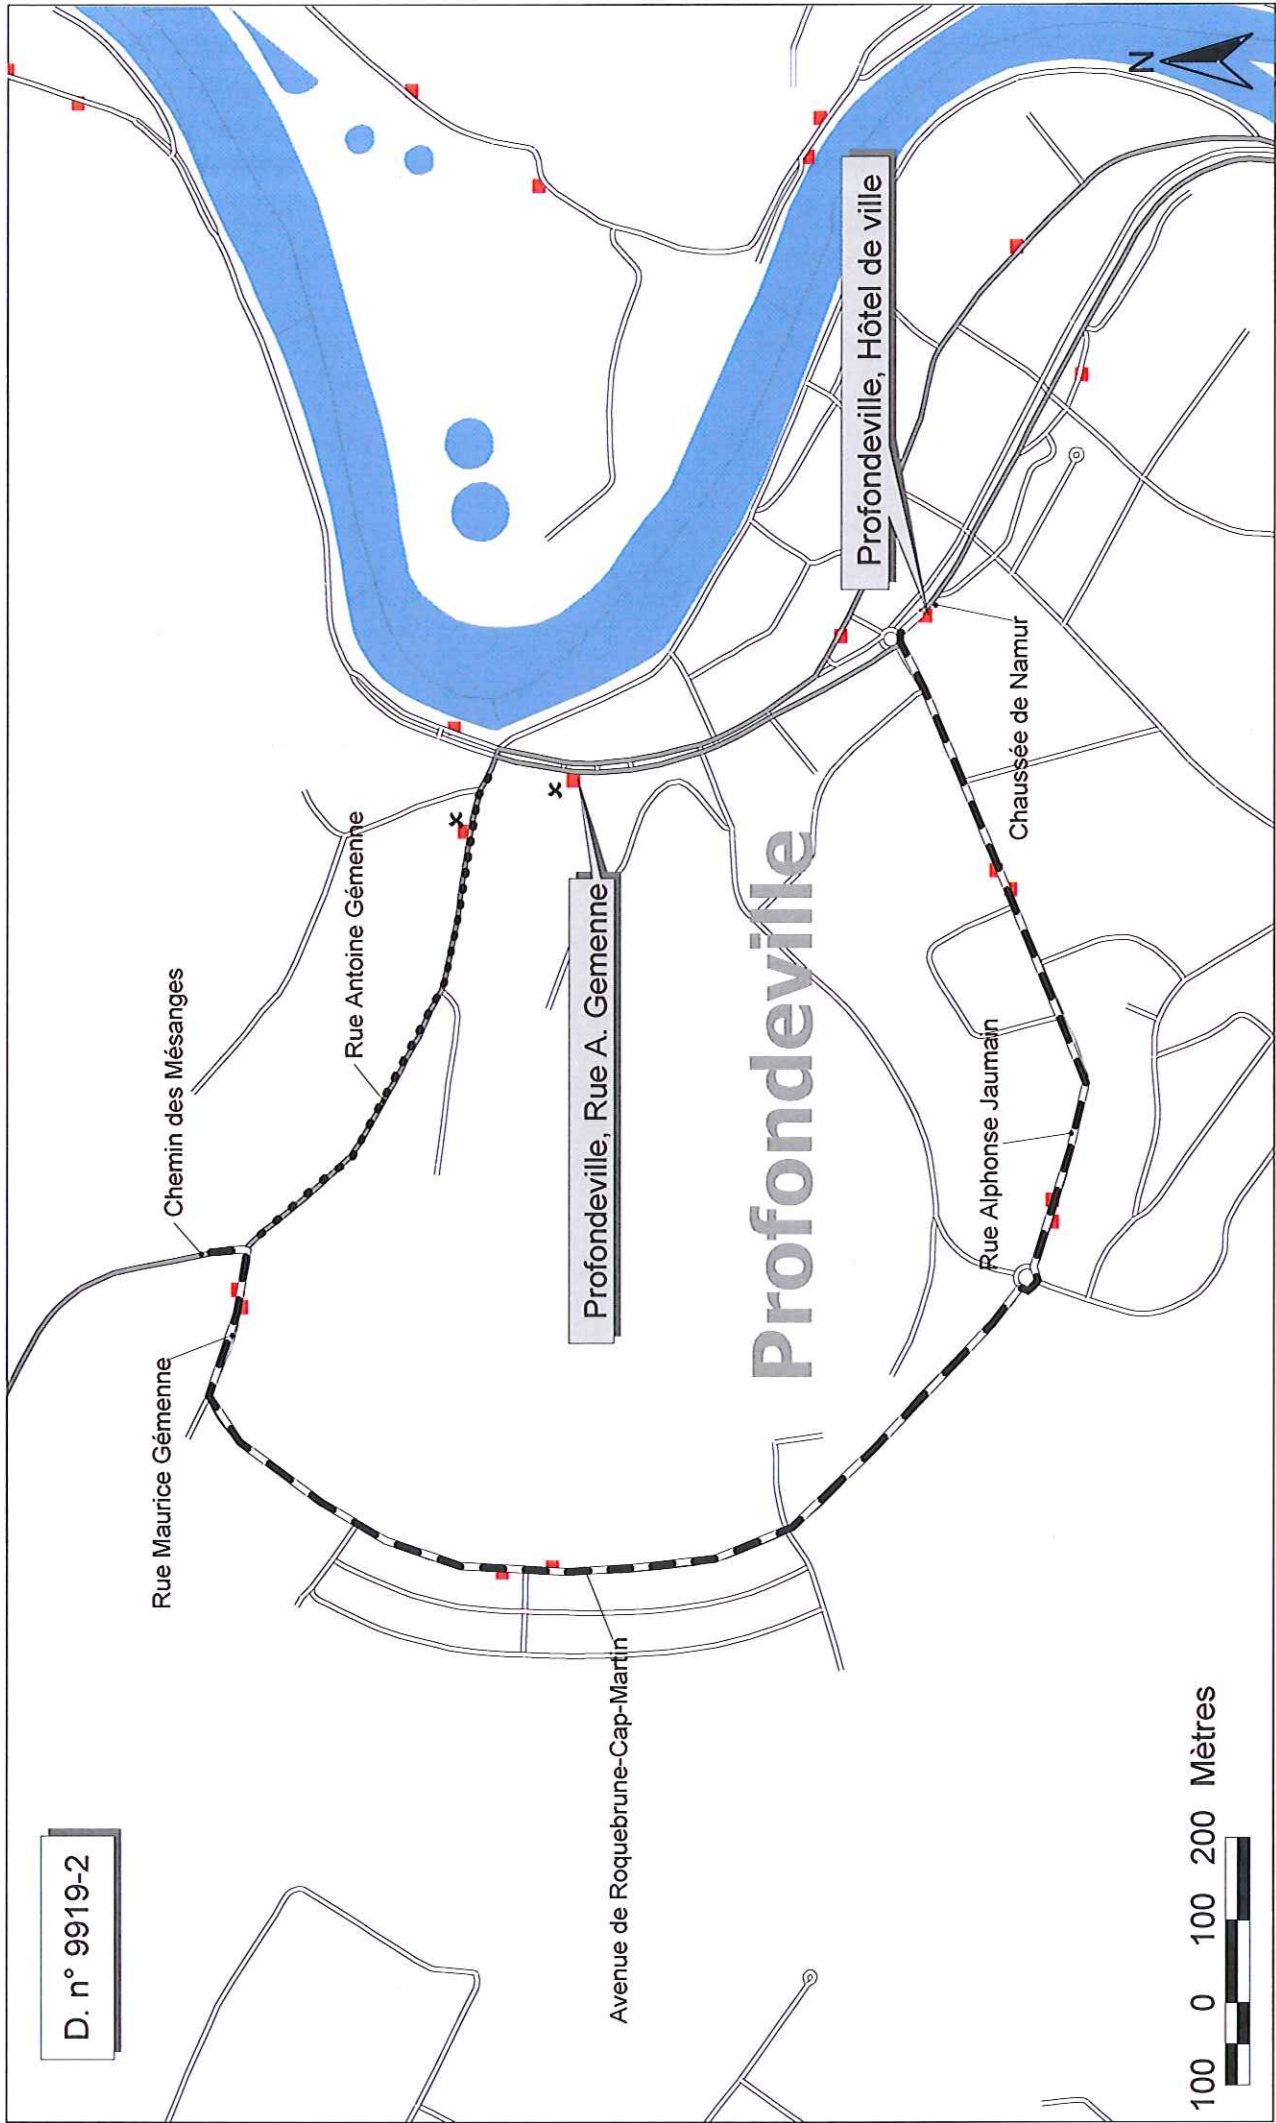 D. n° 9919-2
Rue Maurice Gémenne
Chemin des Mésanges
Rue Antoine Gémenne
Profondeville, Rue A. Gemenne
Avenue de Roquebrune-Cap-Martin
Profondeville
Profondeville, Hôtel de ville
Rue Alphonse Jaumain
Chaussée de Namur
N
100 0 100 200 Mètres